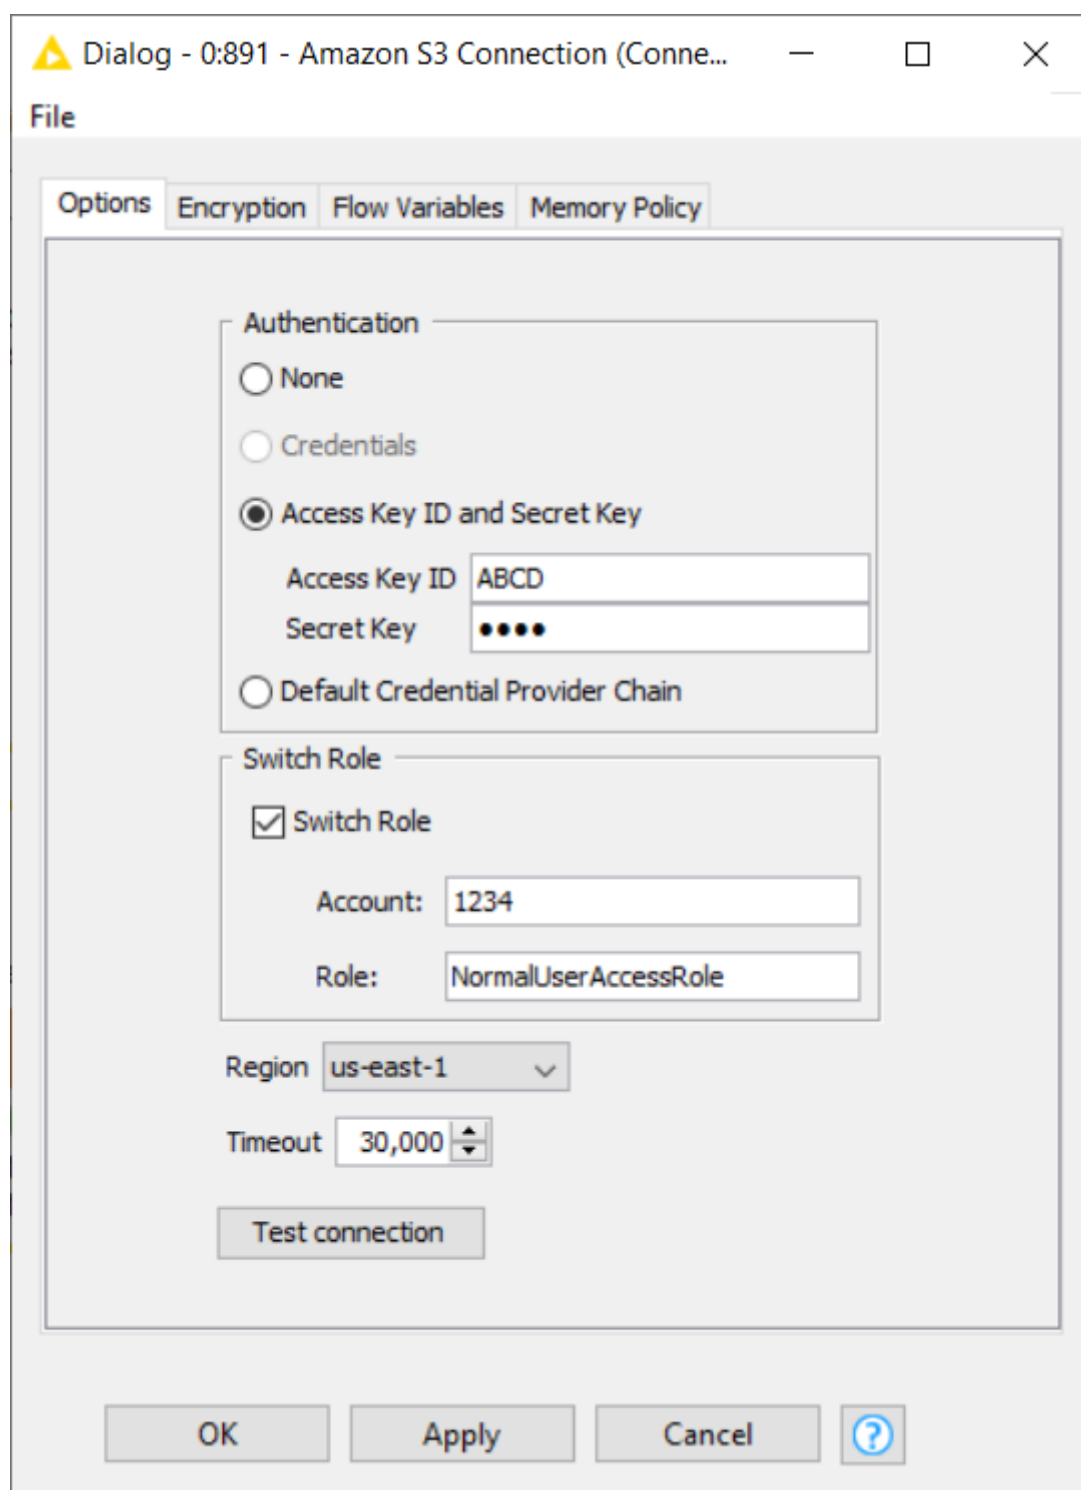 Dialog - 0:891 - Amazon S3 Connection (Conne...
File
Options Encryption Flow Variables Memory Policy
Authentication
None
Credentials
Access Key ID and Secret Key
Access Key ID ABCD
Secret Key ••••
Default Credential Provider Chain
Switch Role
Switch Role
Account: 1234
Role: NormalUserAccessRole
Region us-east-1
Timeout 30,000
Test connection
OK Apply Cancel ?